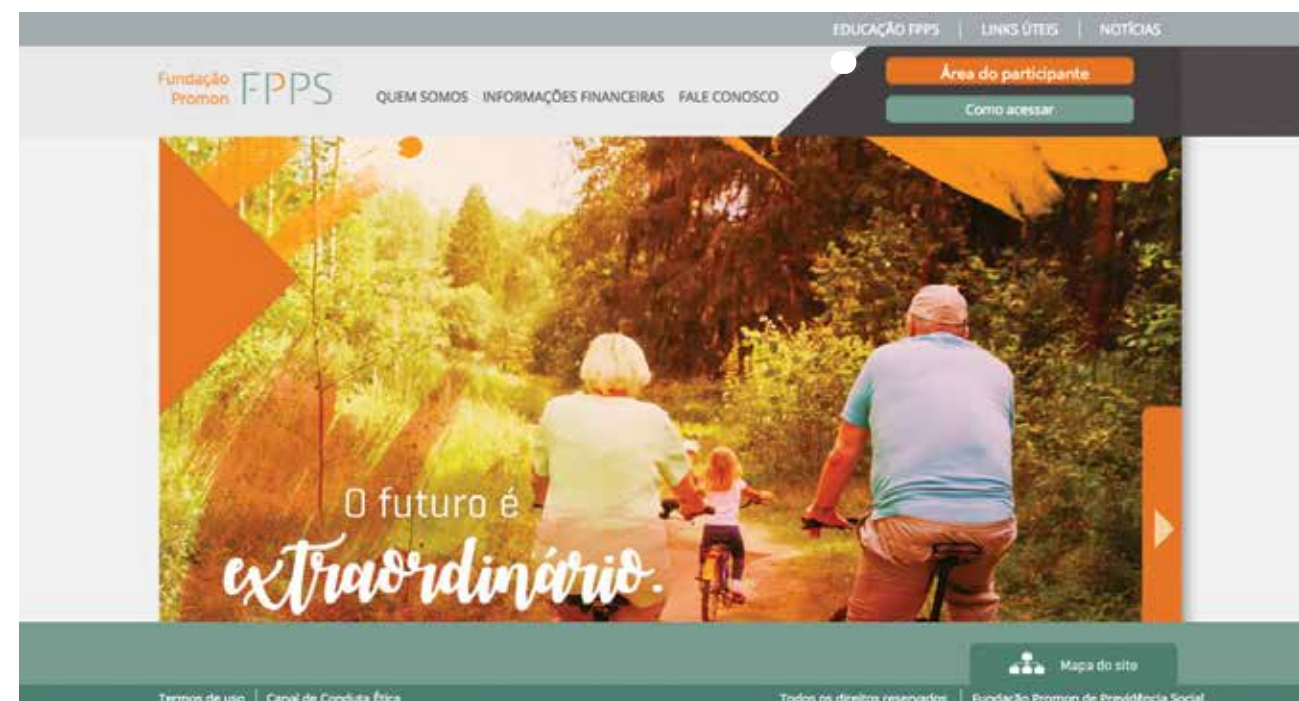 EDUCAÇÃO FPPS | LINKS ÚTEIS | NOTÍCIAS
Fundação
Promon
FPPS
QUEM SOMOS INFORMAÇÕES FINANCEIRAS FALE CONOSCO
Área do participante
Como acessar
O futuro é
extraordinário.
Mapa do site
Termos de uso | Canal de Conduta Ética
Todos os direitos reservados | Fundação Promon de Previdência Social